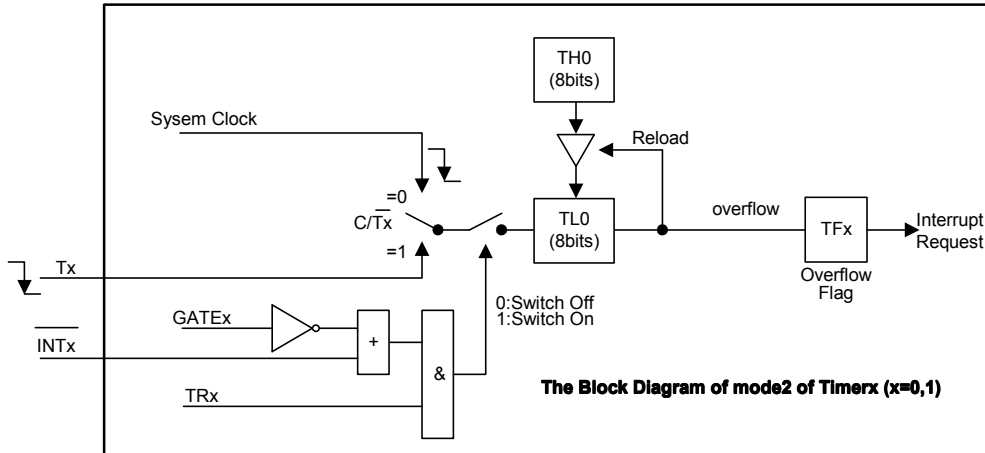 TH0
(8bits)
Sysem Clock
Reload
=0
C/Tx
=1
TL0
(8bits)
overflow
TFx
Interrupt
Request
Overflow
Flag
Tx
0:Switch Off
1:Switch On
GATEx
INTx
+
&
TRx
The Block Diagram of mode2 of Timerx (x=0,1)